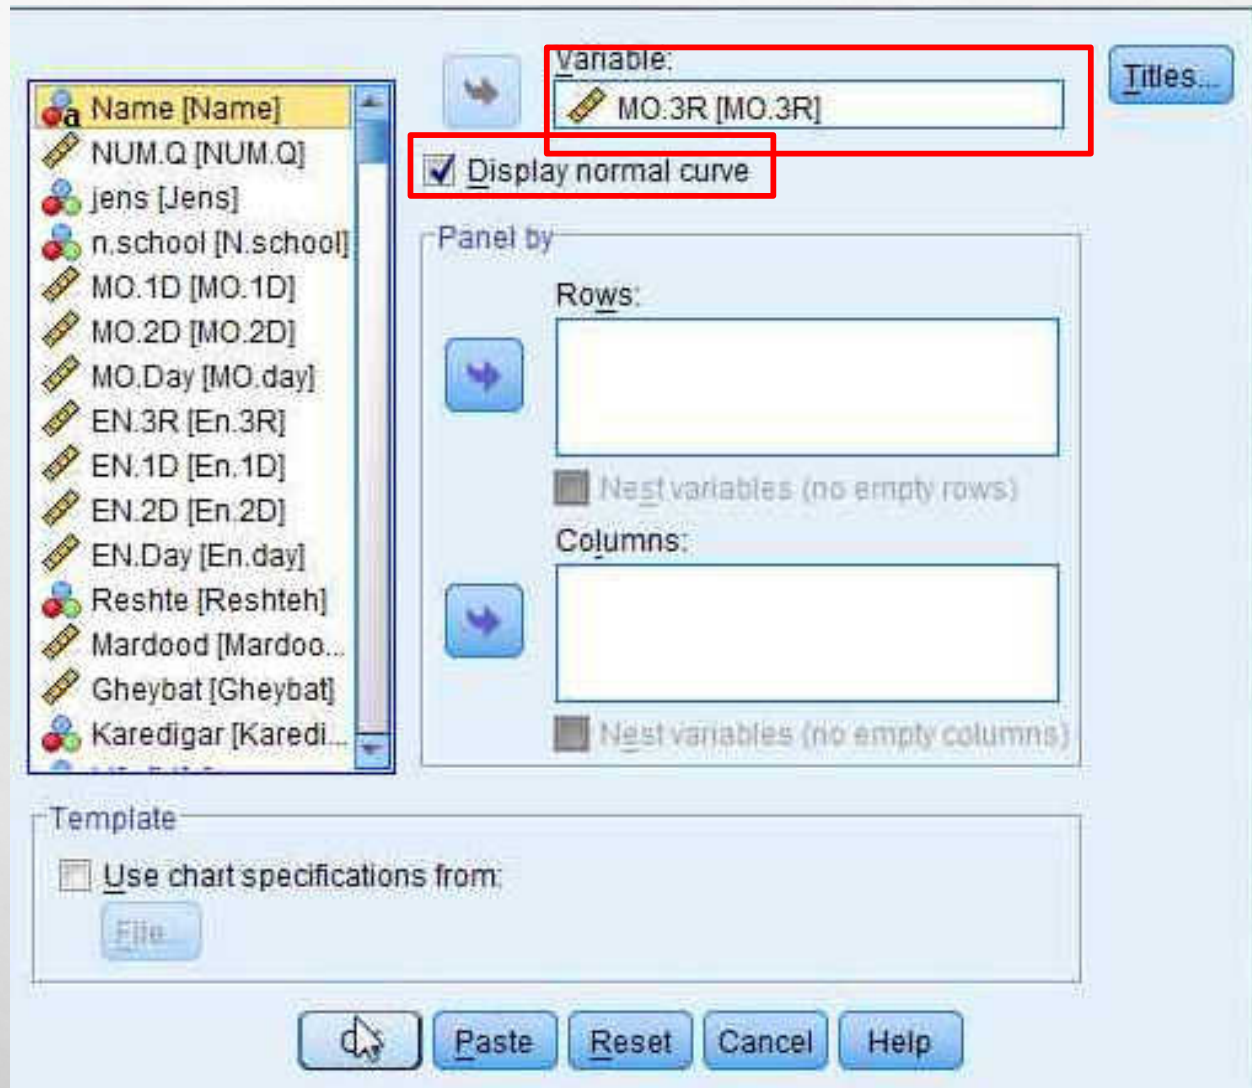 Variable:
MO.3R [MO.3R]
Titles...
Display normal curve
Name [Name]
NUM.Q [NUM.Q]
jens [Jens]
n.school [N.school]
MO.1D [MO.1D]
MO.2D [MO.2D]
MO.Day [MO.day]
EN.3R [En.3R]
EN.1D [En.1D]
EN.2D [En.2D]
EN.Day [En.day]
Reshte [Reshteh]
Mardood [Mardoo...
Gheybat [Gheybat]
Karedigar [Karedi...
Panel by
Rows:
Nest variables (no empty rows)
Columns:
Nest variables (no empty columns)
Template
Use chart specifications from:
File...
Paste Reset Cancel Help